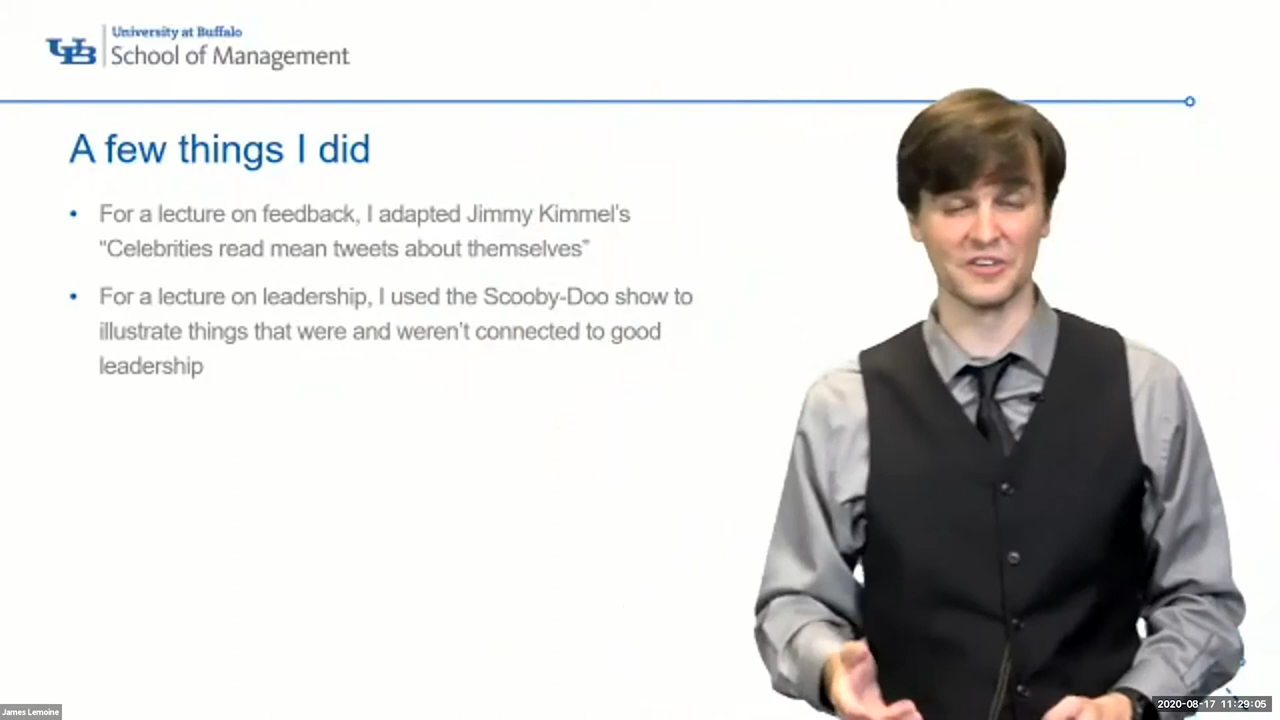 University at Buffalo
School of Management
A few things I did
• For a lecture on feedback, I adapted Jimmy Kimmel's
“Celebrities read mean tweets about themselves”
• For a lecture on leadership, I used the Scooby-Doo show to
illustrate things that were and weren't connected to good
leadership
James Lemoine
2020-08-17 11:29:05